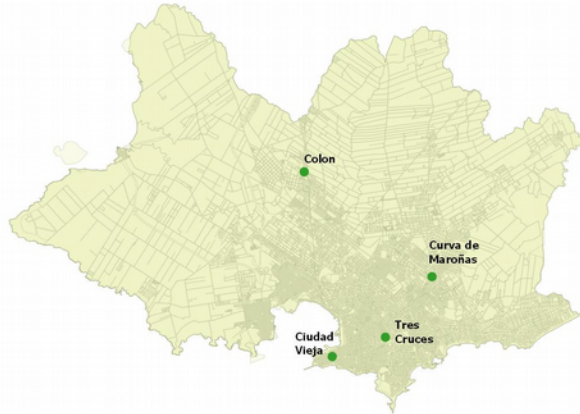 Colon
Curva de
Maroñas
Tres
Cruces
Ciudad
Vieja